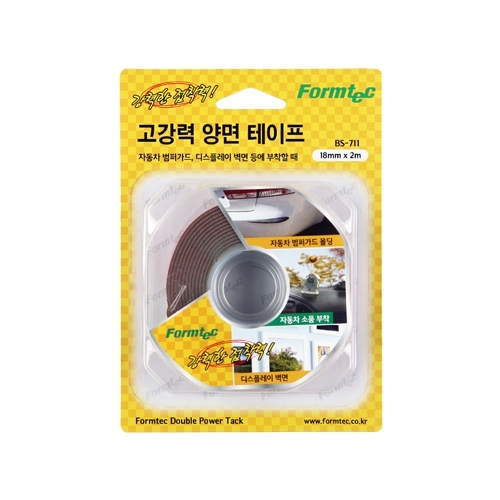 강력한 접착력!
Formtec
고강력 양면 테이프
BS-711
자동차 범퍼가드, 디스플레이 벽면 등에 부착할 때
18mm x 2m
자동차 범퍼가드 몰딩
자동차 소품 부착
Formtec
강력한 접착력!
디스플레이 벽면
Formtec Double Power Tack
www.formtec.co.kr